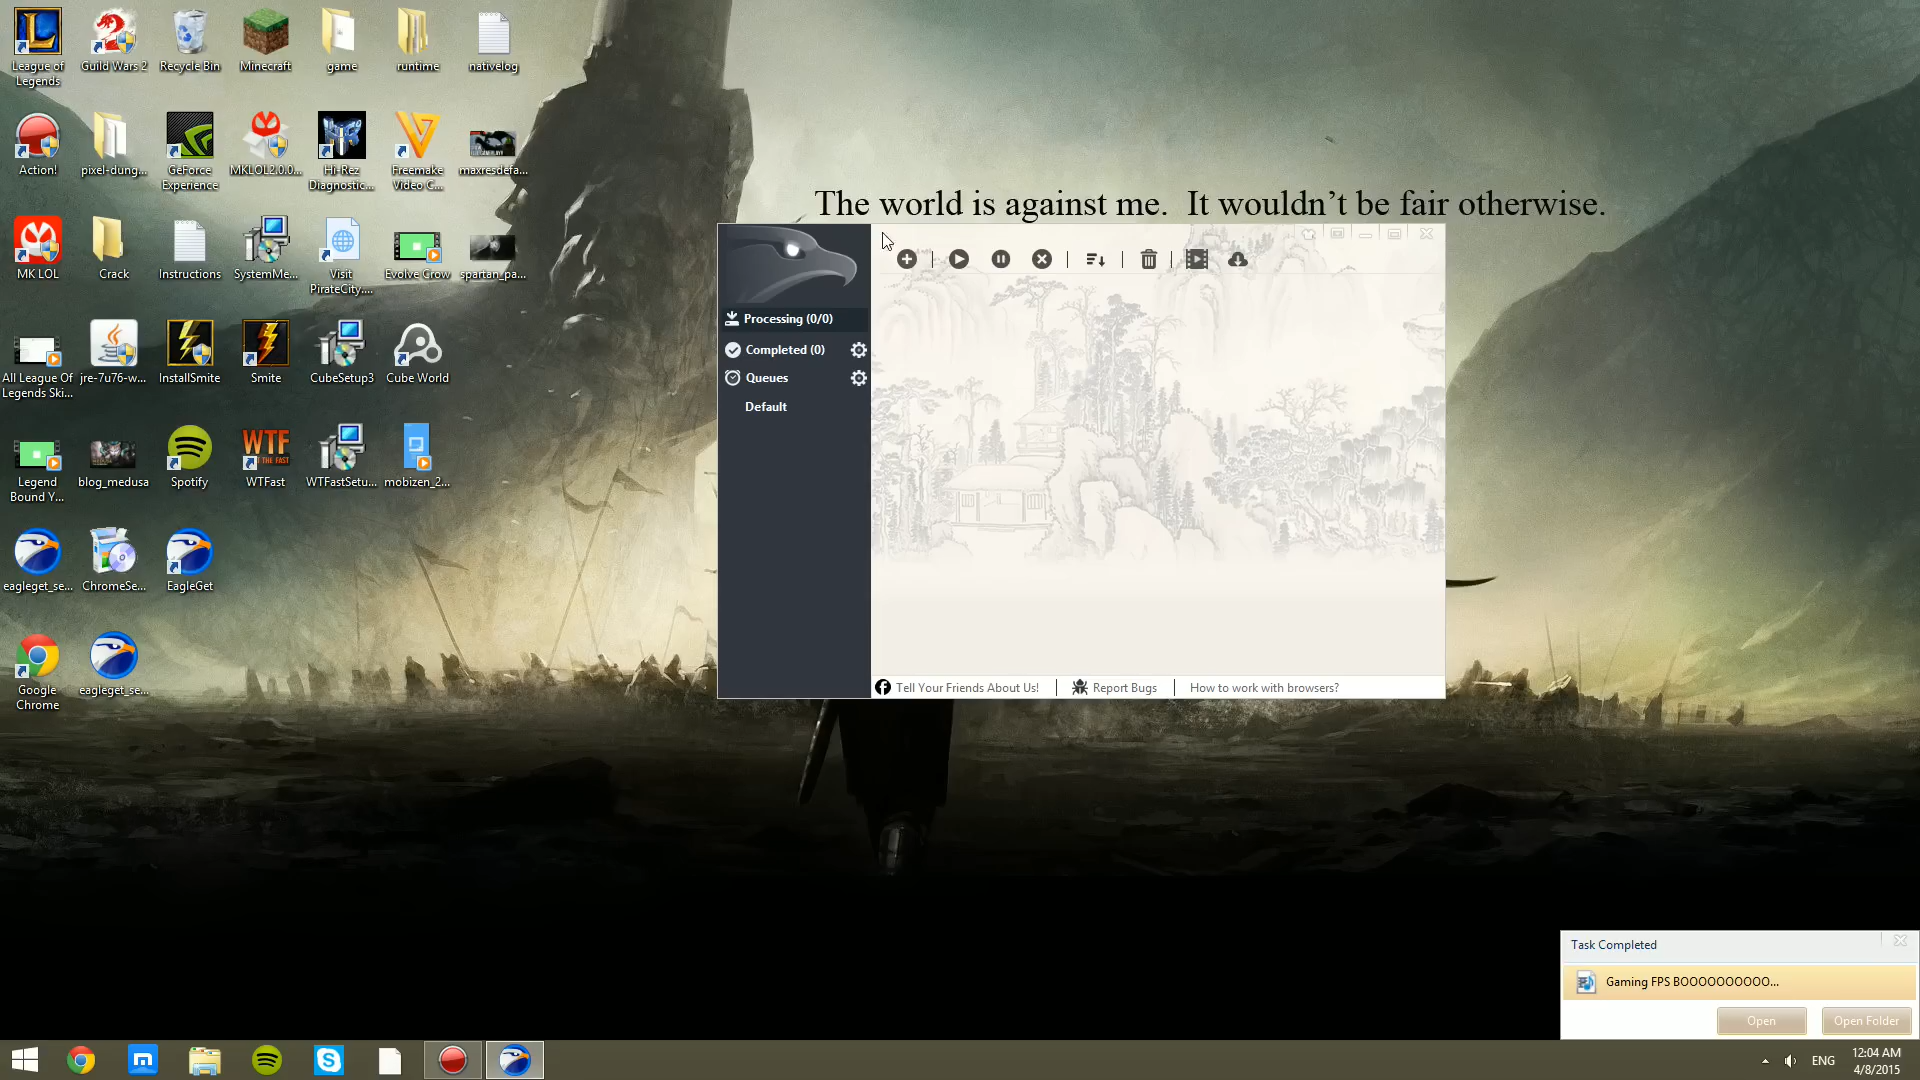 League of
Legends
Guild Wars 2
Recycle Bin
Minecraft
game
runtime
nativelog
Action!
pixel-dung...
GeForce
Experience
MKLOL2.0.0...
Hi-Rez
Diagnostic...
Freemake
Video C...
maxresdefa...
MK LOL
Crack
Instructions
SystemMe...
Visit
PirateCity....
Evolve Crow
spartan_pa...
All League Of
Legends Ski...
jre-7u76-w...
InstallSmite
Smite
CubeSetup3
Cube World
Legend
Bound Y...
blog_medusa
Spotify
WTF
WTFast
WTFastSetu...
mobizen_2...
eagleget_se...
ChromeSe...
EagleGet
Google
Chrome
eagleget_se...
The world is against me. It wouldn't be fair otherwise.
Processing (0/0)
Completed (0)
Queues
Default
Tell Your Friends About Us!
Report Bugs
How to work with browsers?
Task Completed
Gaming FPS BOOOOOOOOOO...
Open
Open Folder
ENG
12:04 AM
4/8/2015